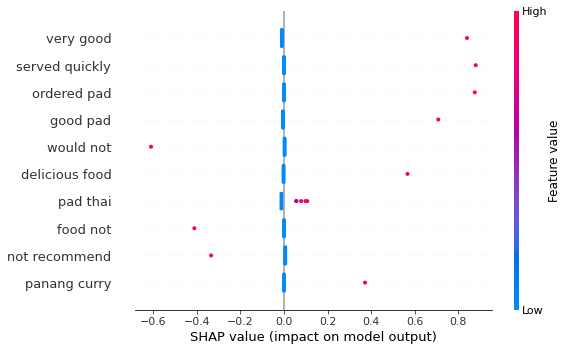 High
very good
served quickly
ordered pad
good pad
would not
delicious food
pad thai
food not
not recommend
panang curry
Low
Feature value
−0.6 −0.4 −0.2 0.0 0.2 0.4 0.6 0.8
SHAP value (impact on model output)